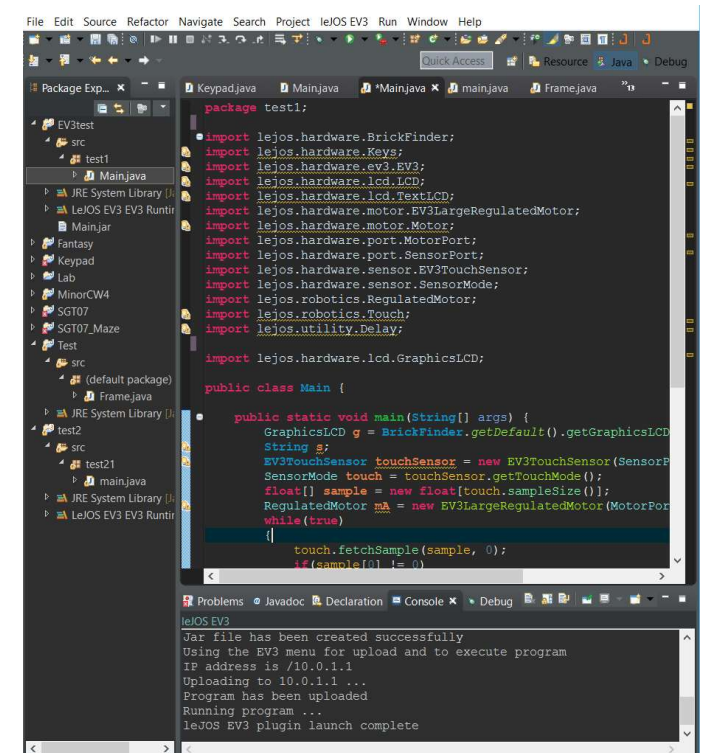 File Edit Source Refactor Navigate Search Project leJOS EV3 Run Window Help
Quick Access Resource Java Debug
Package Exp...
EV3test
src
test1
Main.java
JRE System Library
LeJOS EV3 EV3 Runtir
Main.jar
Fantasy
Keypad
Lab
MinorCW4
SGT07
SGT07_Maze
Test
src
(default package)
Frame.java
JRE System Library
test2
src
test21
main.java
JRE System Library
LeJOS EV3 EV3 Runtir
Keypad.java Main.java *Main.java main.java Frame.java »13
package test1;
import lejos.hardware.BrickFinder;
import lejos.hardware.Keys;
import lejos.hardware.ev3.EV3;
import lejos.hardware.lcd.LCD;
import lejos.hardware.lcd.TextLCD;
import lejos.hardware.motor.EV3LargeRegulatedMotor;
import lejos.hardware.motor.Motor;
import lejos.hardware.port.MotorPort;
import lejos.hardware.port.SensorPort;
import lejos.hardware.sensor.EV3TouchSensor;
import lejos.hardware.sensor.SensorMode;
import lejos.robotics.RegulatedMotor;
import lejos.robotics.Touch;
import lejos.utility.Delay;
import lejos.hardware.lcd.GraphicsLCD;
public class Main {
public static void main(String[] args) {
GraphicsLCD g = BrickFinder.getDefault().getGraphicsLCD
String s;
EV3TouchSensor touchSensor = new EV3TouchSensor(SensorP
SensorMode touch = touchSensor.getTouchMode();
float[] sample = new float[touch.sampleSize()];
RegulatedMotor mA = new EV3LargeRegulatedMotor(MotorPor
while(true)
{
touch.fetchSample(sample, 0);
if(sample[0] != 0)
Problems Javadoc Declaration Console Debug
leJOS EV3
Jar file has been created successfully
Using the EV3 menu for upload and to execute program
IP address is /10.0.1.1
Uploading to 10.0.1.1 ...
Program has been uploaded
Running program ...
leJOS EV3 plugin launch complete